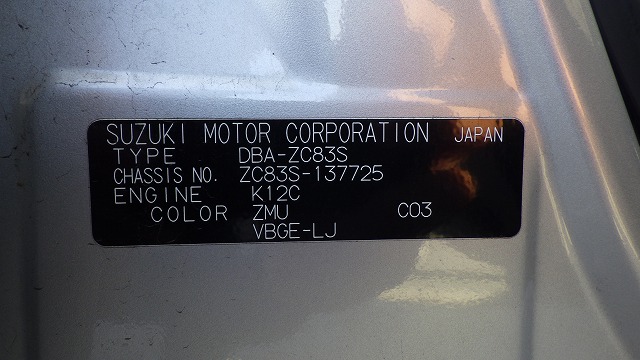 SUZUKI MOTOR CORPORATION JAPAN
TYPE DBA-ZC83S
CHASSIS NO. ZC83S-137725
ENGINE K12C
COLOR ZMU C03
VBGE-LJ